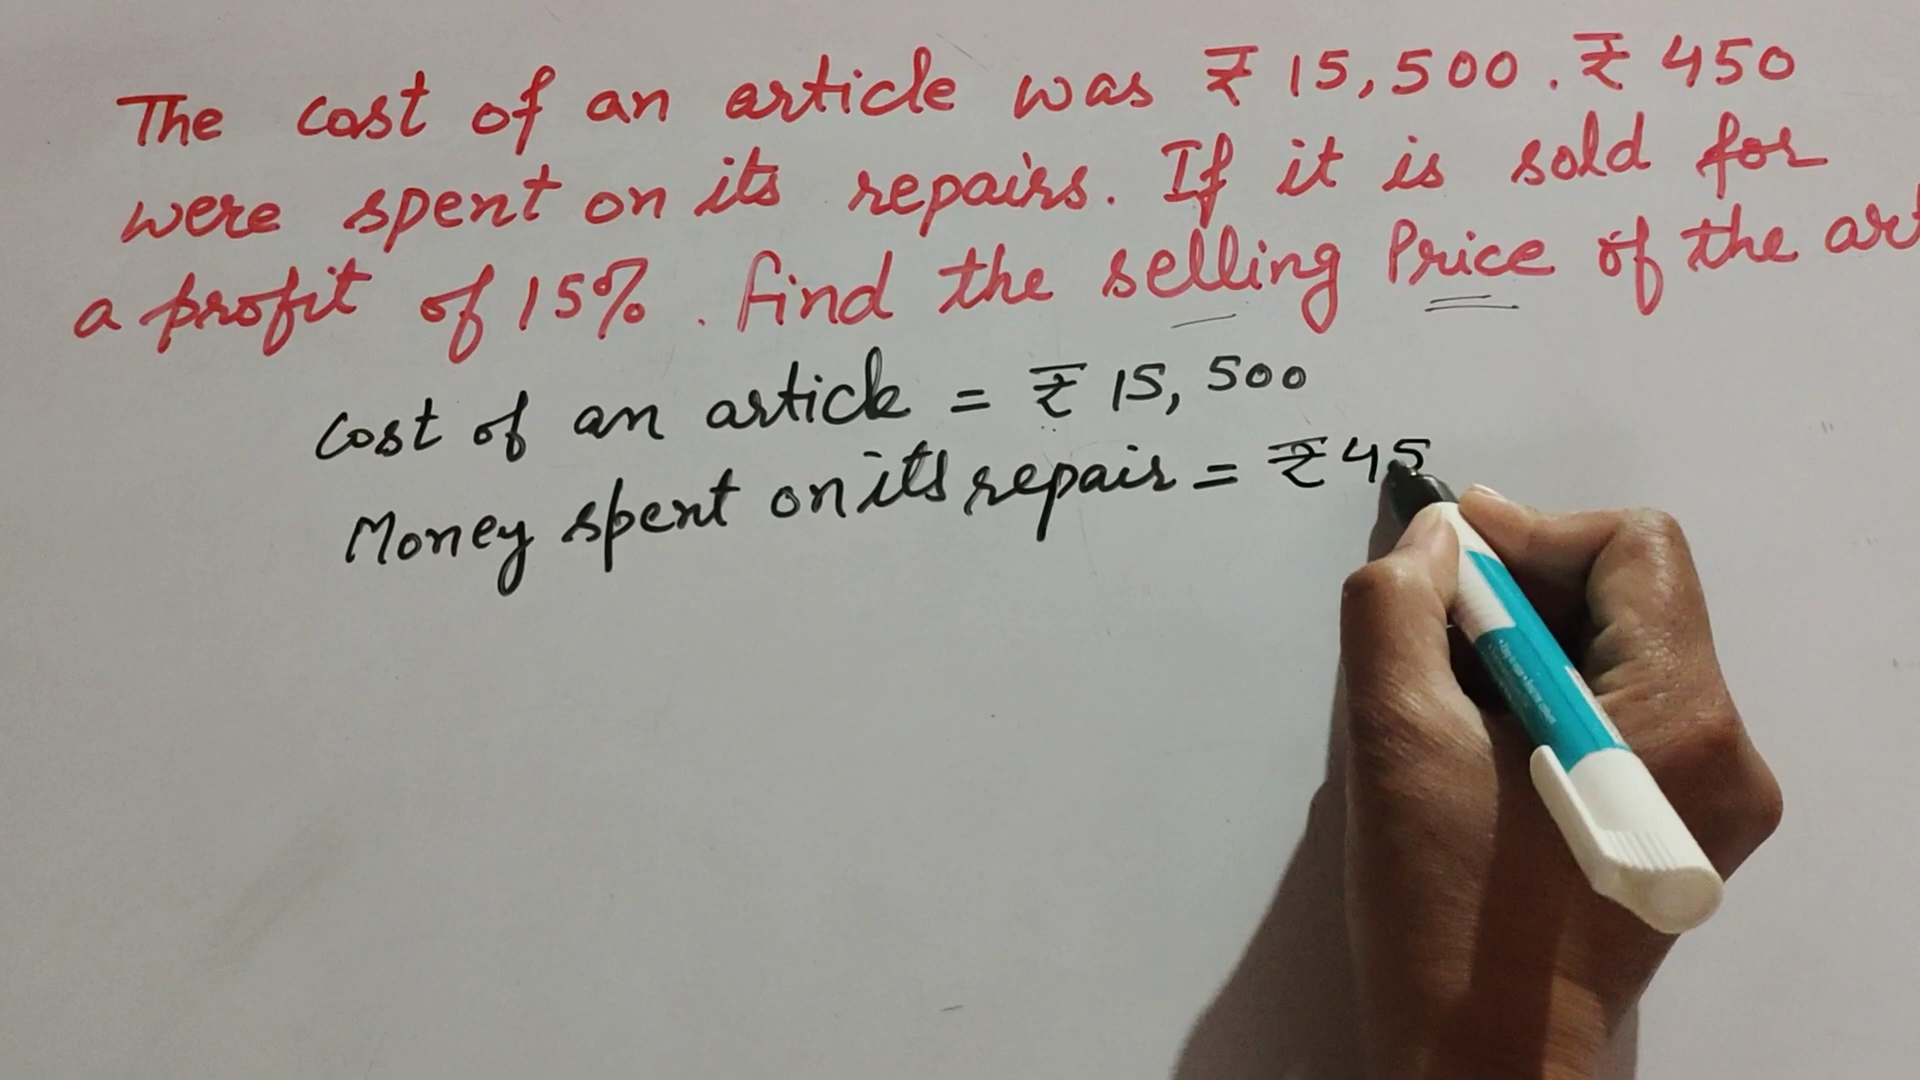 The cost of an article was ₹ 15,500. ₹ 450
were spent on its repairs. If it is sold for
a profit of 15%. find the selling Price of the art
Cost of an article = ₹ 15, 500
Money spent on its repair = ₹ 45